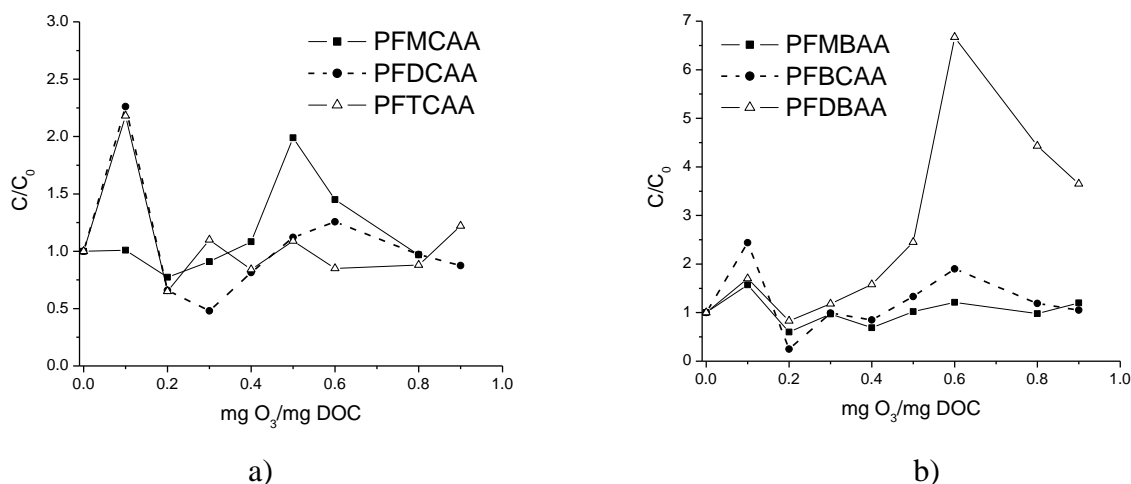 3.0
2.5
2.0
1.5
1.0
0.5
0.0
C/C0
PFMCAA
PFDCAA
PFTCAA
0.0 0.2 0.4 0.6 0.8 1.0
mg O3/mg DOC
a)
7
6
5
4
3
2
1
0
C/C0
PFMBAA
PFBCAA
PFDBAA
0.0 0.2 0.4 0.6 0.8 1.0
mg O3/mg DOC
b)